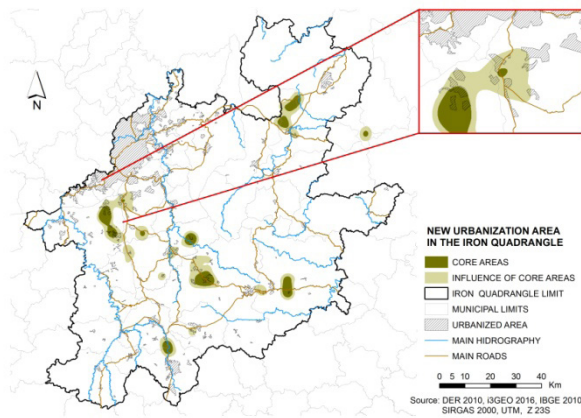 N
NEW URBANIZATION AREA
IN THE IRON QUADRANGLE
CORE AREAS
INFLUENCE OF CORE AREAS
IRON QUADRANGLE LIMIT
MUNICIPAL LIMITS
URBANIZED AREA
MAIN HIDROGRAPHY
MAIN ROADS
0 5 10 20 30 40
Km
Source: DER 2010, i3GEO 2016, IBGE 2010
SIRGAS 2000, UTM, Z 23S